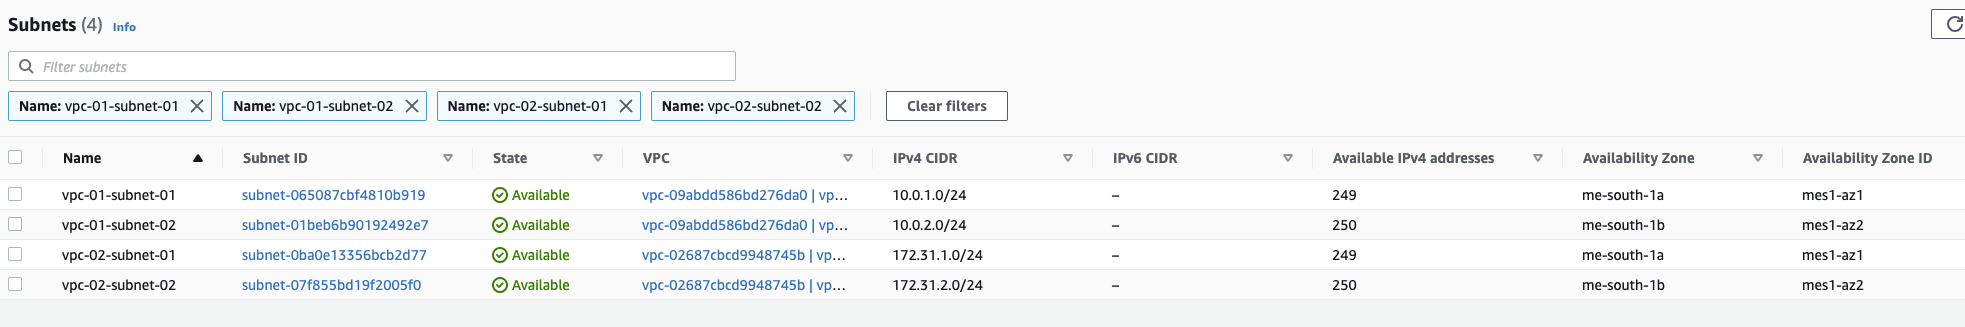 Subnets (4) Info
Filter subnets
Name: vpc-01-subnet-01 Name: vpc-01-subnet-02 Name: vpc-02-subnet-01 Name: vpc-02-subnet-02 Clear filters
Name Subnet ID State VPC IPv4 CIDR IPv6 CIDR Available IPv4 addresses Availability Zone Availability Zone ID
vpc-01-subnet-01 subnet-065087cbf4810b919 Available vpc-09abdd586bd276da0 | vp... 10.0.1.0/24 – 249 me-south-1a mes1-az1
vpc-01-subnet-02 subnet-01beb6b90192492e7 Available vpc-09abdd586bd276da0 | vp... 10.0.2.0/24 – 250 me-south-1b mes1-az2
vpc-02-subnet-01 subnet-0ba0e13356bcb2d77 Available vpc-02687cbcd9948745b | vp... 172.31.1.0/24 – 249 me-south-1a mes1-az1
vpc-02-subnet-02 subnet-07f855bd19f2005f0 Available vpc-02687cbcd9948745b | vp... 172.31.2.0/24 – 250 me-south-1b mes1-az2